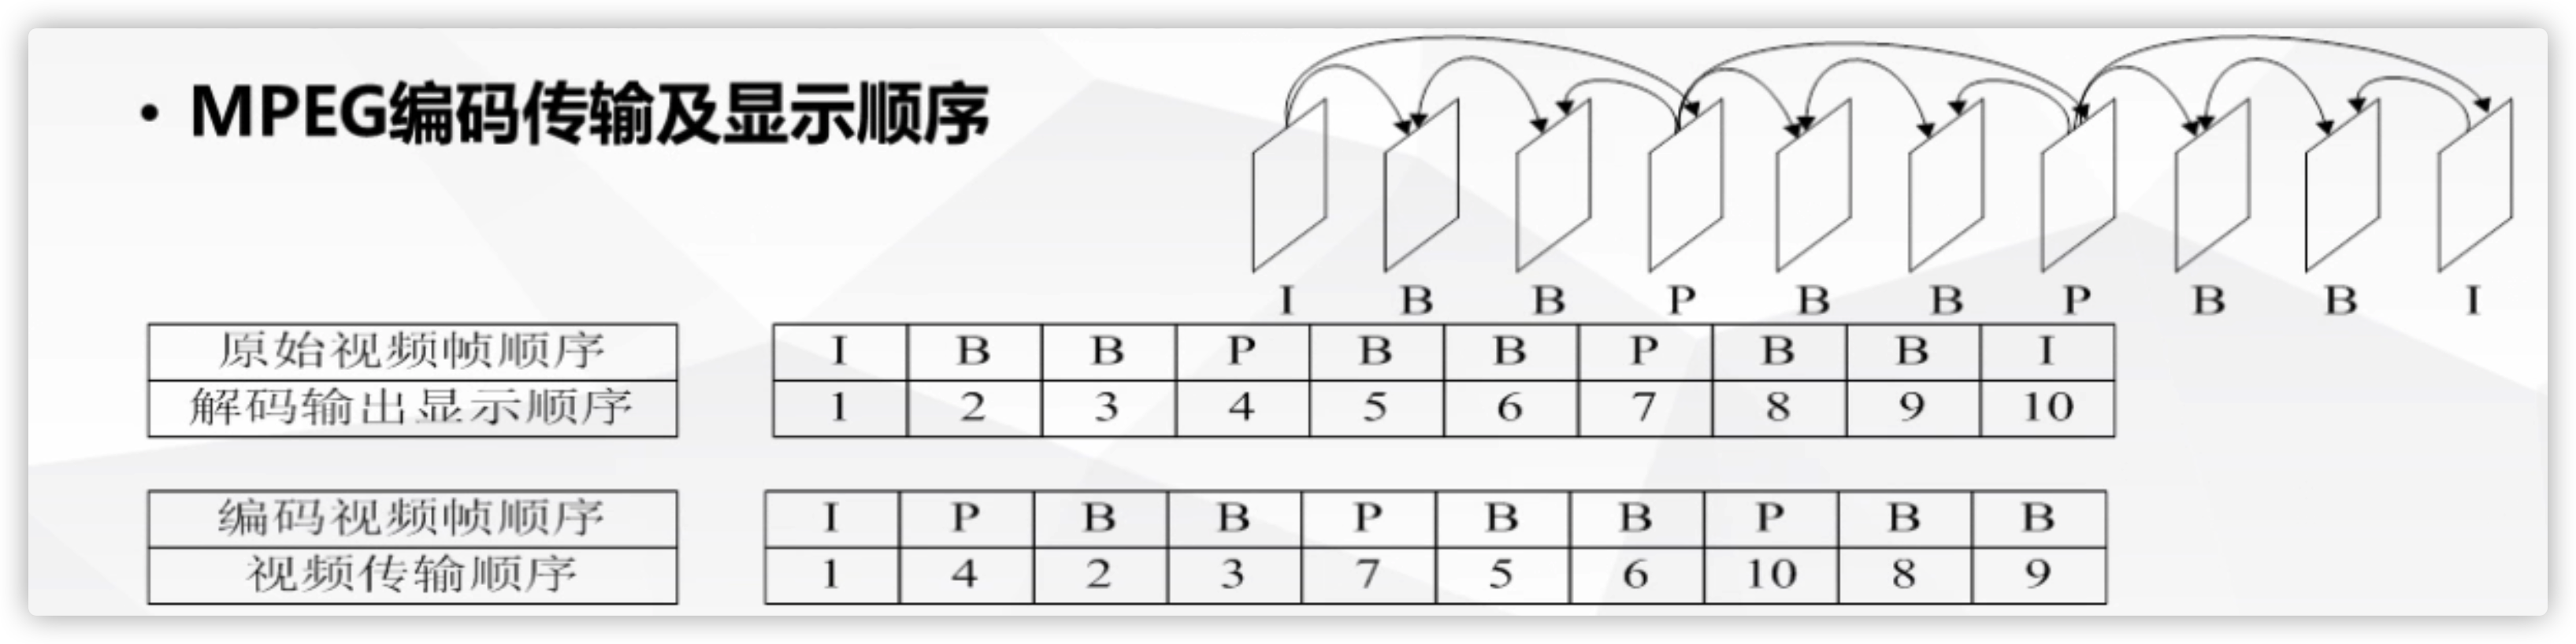 • MPEG编码传输及显示顺序
I B B P B B P B B I
原始视频帧顺序 I B B P B B P B B I
解码输出显示顺序 1 2 3 4 5 6 7 8 9 10
编码视频帧顺序 I P B B P B B P B B
视频传输顺序 1 4 2 3 7 5 6 10 8 9